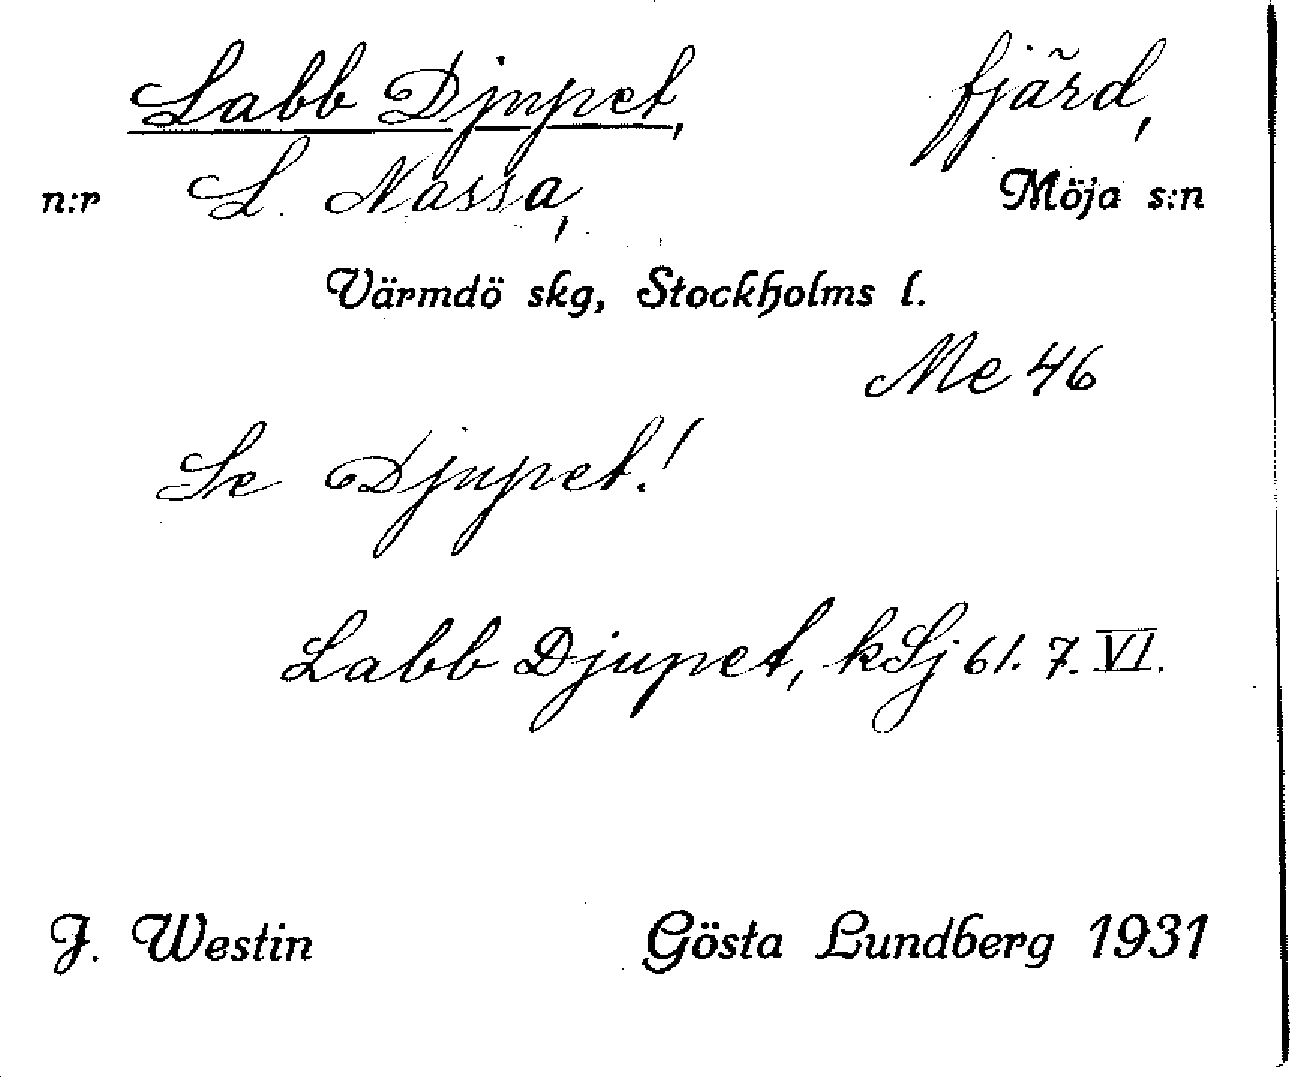 Labb Djupet, fjärd,
n:r L. Nassa, Möja s:n
Värmdö skg, Stockholms l.
Me 46
Se Djupet!
Labb Djupet, kSj 61. 7. VI.
J. Westin Gösta Lundberg 1931